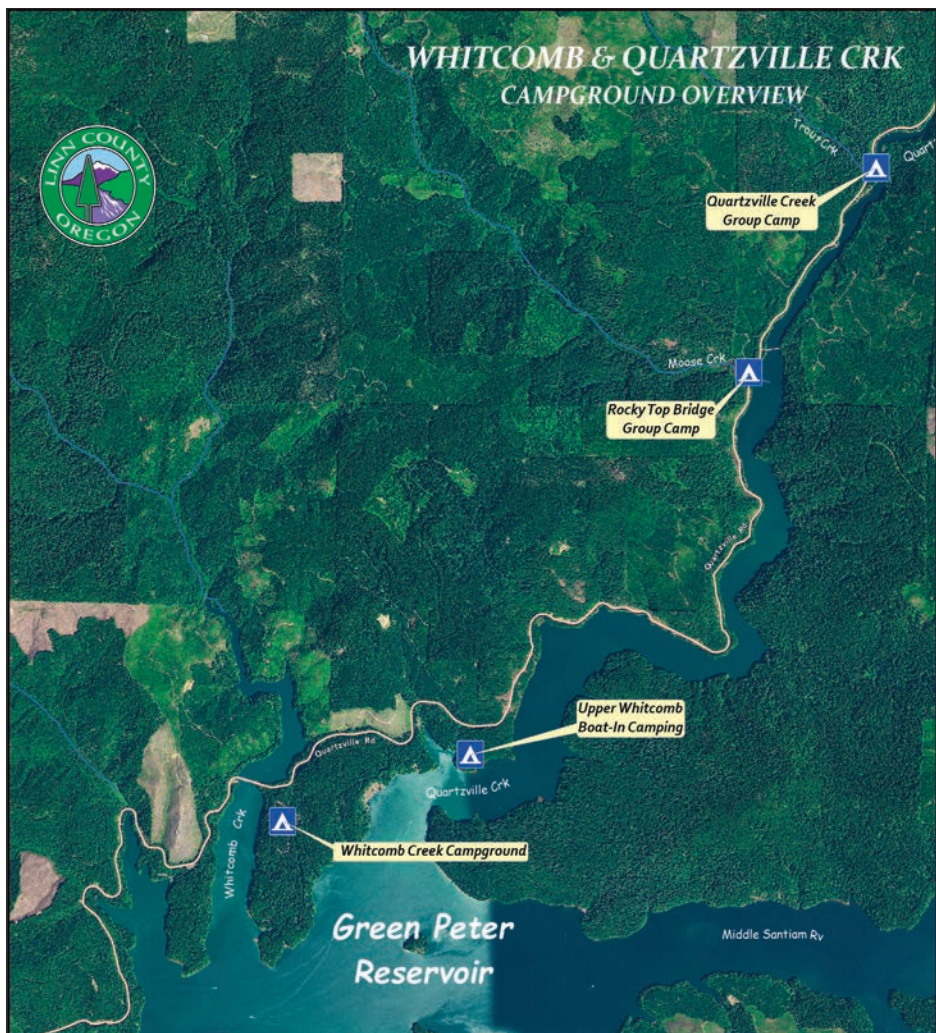 WHITCOMB & QUARTZVILLE CRK
CAMPGROUND OVERVIEW
LINN COUNTY
OREGON
Trout Crk
Quart
Quartzville Creek
Group Camp
Moose Crk
Rocky Top Bridge
Group Camp
Quartzville Rd
Upper Whitcomb
Boat-In Camping
Quartzville Rd
Quartzville Crk
Whitcomb Crk
Whitcomb Creek Campground
Green Peter
Reservoir
Middle Santiam Rv